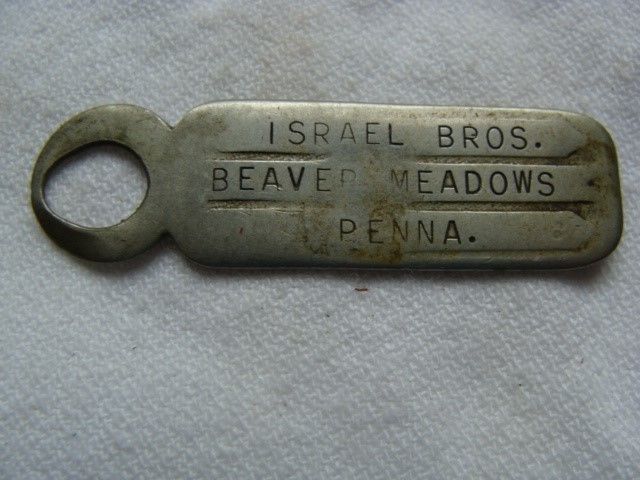 ISRAEL BROS.
BEAVER MEADOWS
PENNA.